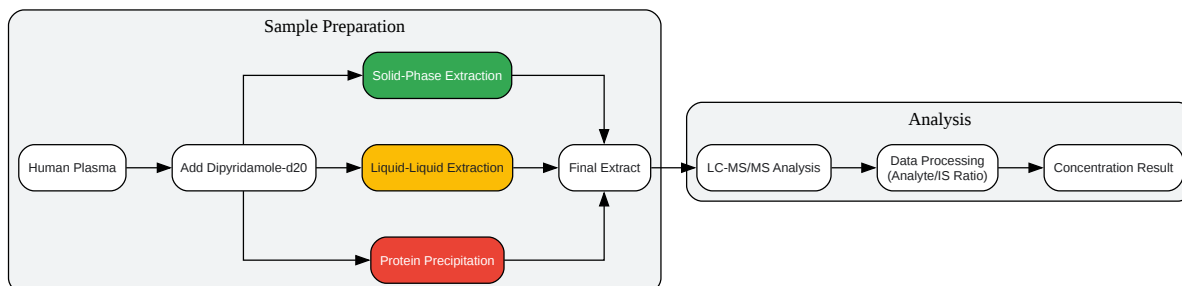 Sample Preparation
Solid-Phase Extraction
Human Plasma
Add Dipyridamole-d20
Liquid-Liquid Extraction
Final Extract
Protein Precipitation
Analysis
LC-MS/MS Analysis
Data Processing
(Analyte/IS Ratio)
Concentration Result